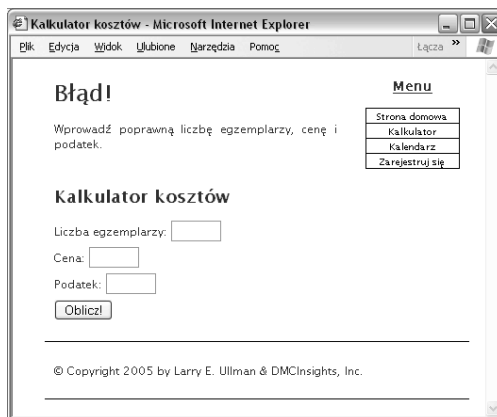 Kalkulator kosztów - Microsoft Internet Explorer
Plik Edycja Widok Ulubione Narzędzia Pomoc Łącza »
Błąd!
Wprowadź poprawną liczbę egzemplarzy, cenę i
podatek.
Menu
Strona domowa
Kalkulator
Kalendarz
Zarejestruj się
Kalkulator kosztów
Liczba egzemplarzy:
Cena:
Podatek:
Oblicz!
© Copyright 2005 by Larry E. Ullman & DMCInsights, Inc.